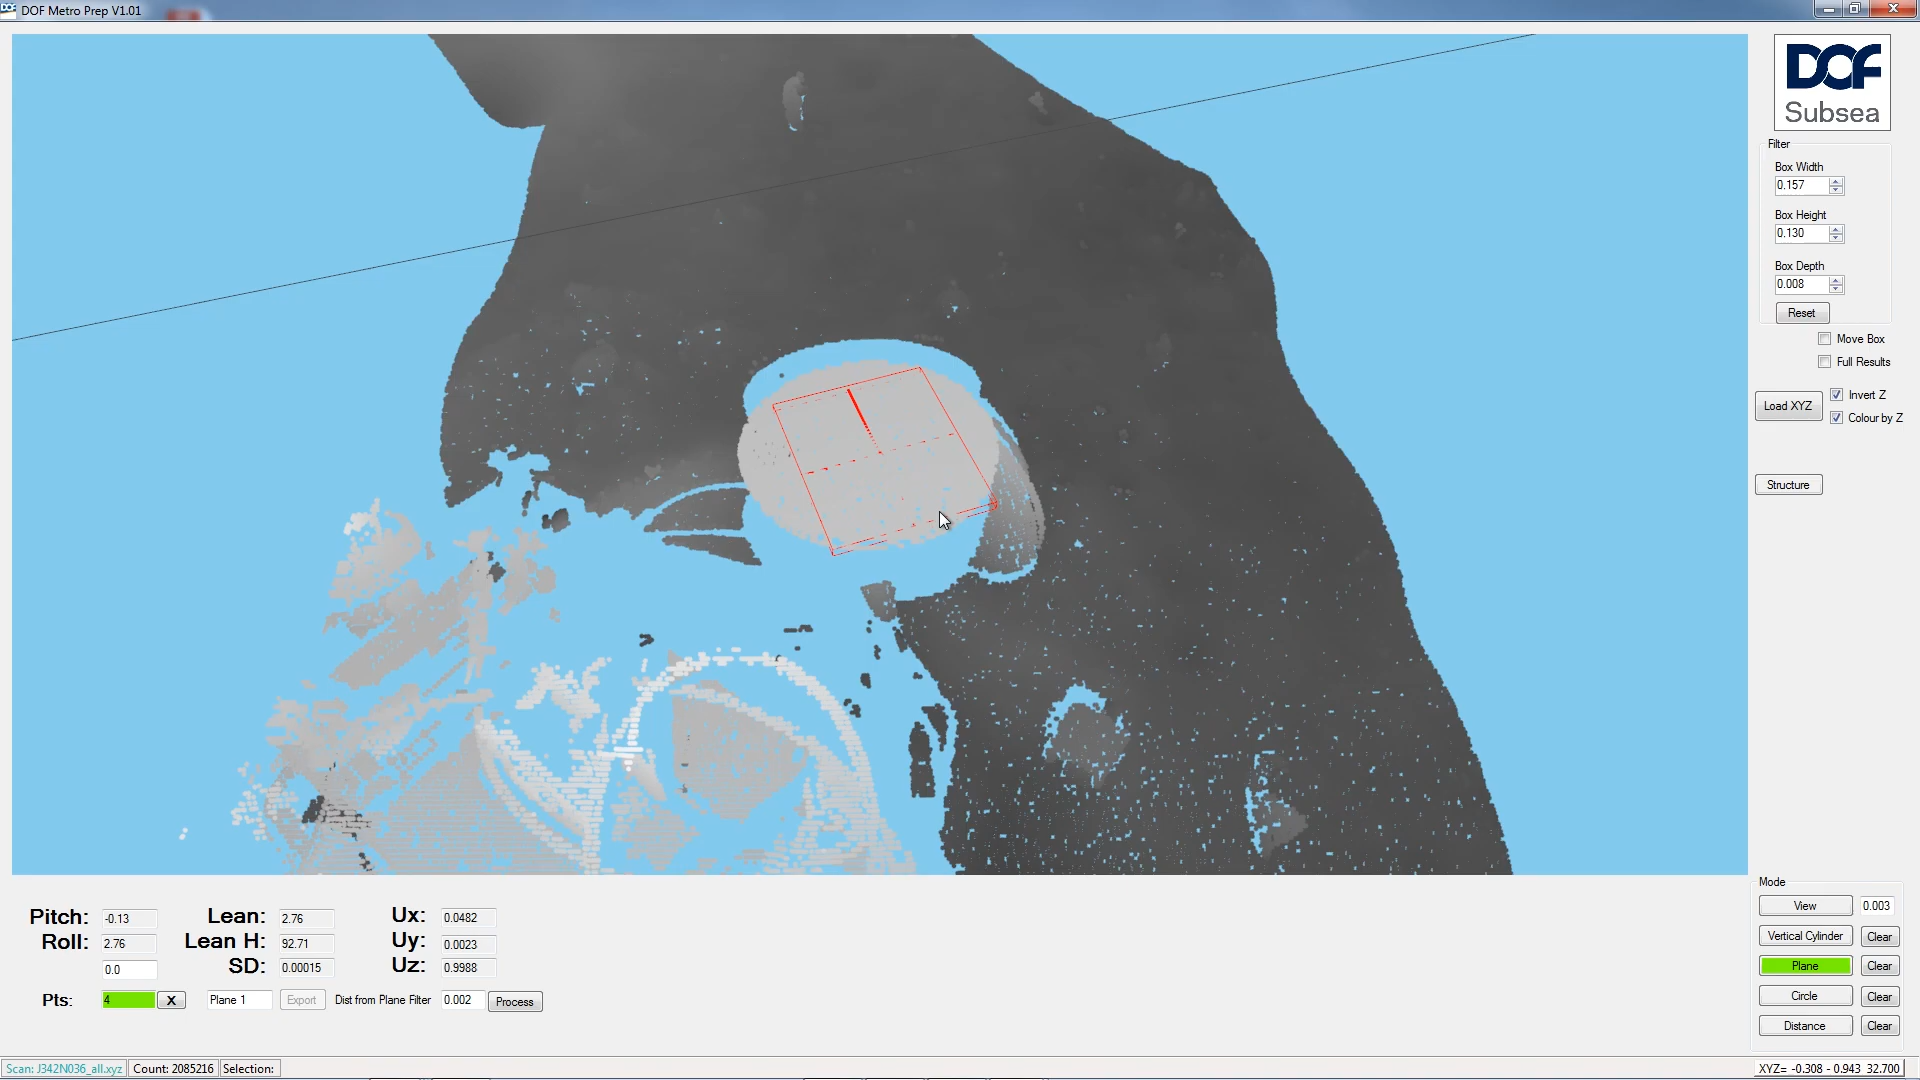 DOF Metro Prep V1.01
DOF
Subsea
Filter
Box Width
0.157
Box Height
0.130
Box Depth
0.008
Reset
Move Box
Full Results
Load XYZ
Invert Z
Colour by Z
Structure
Mode
View 0.003
Vertical Cylinder Clear
Plane Clear
Circle Clear
Distance Clear
Pitch: -0.13 Lean: 2.76 Ux: 0.0482
Roll: 2.76 Lean H: 92.71 Uy: 0.0023
0.0 SD: 0.00015 Uz: 0.9988
Pts: 4 X Plane 1 Export Dist from Plane Filter 0.002 Process
Scan: J342N036_all.xyz Count: 2085216 Selection: XYZ= -0.308 - 0.943 32.700